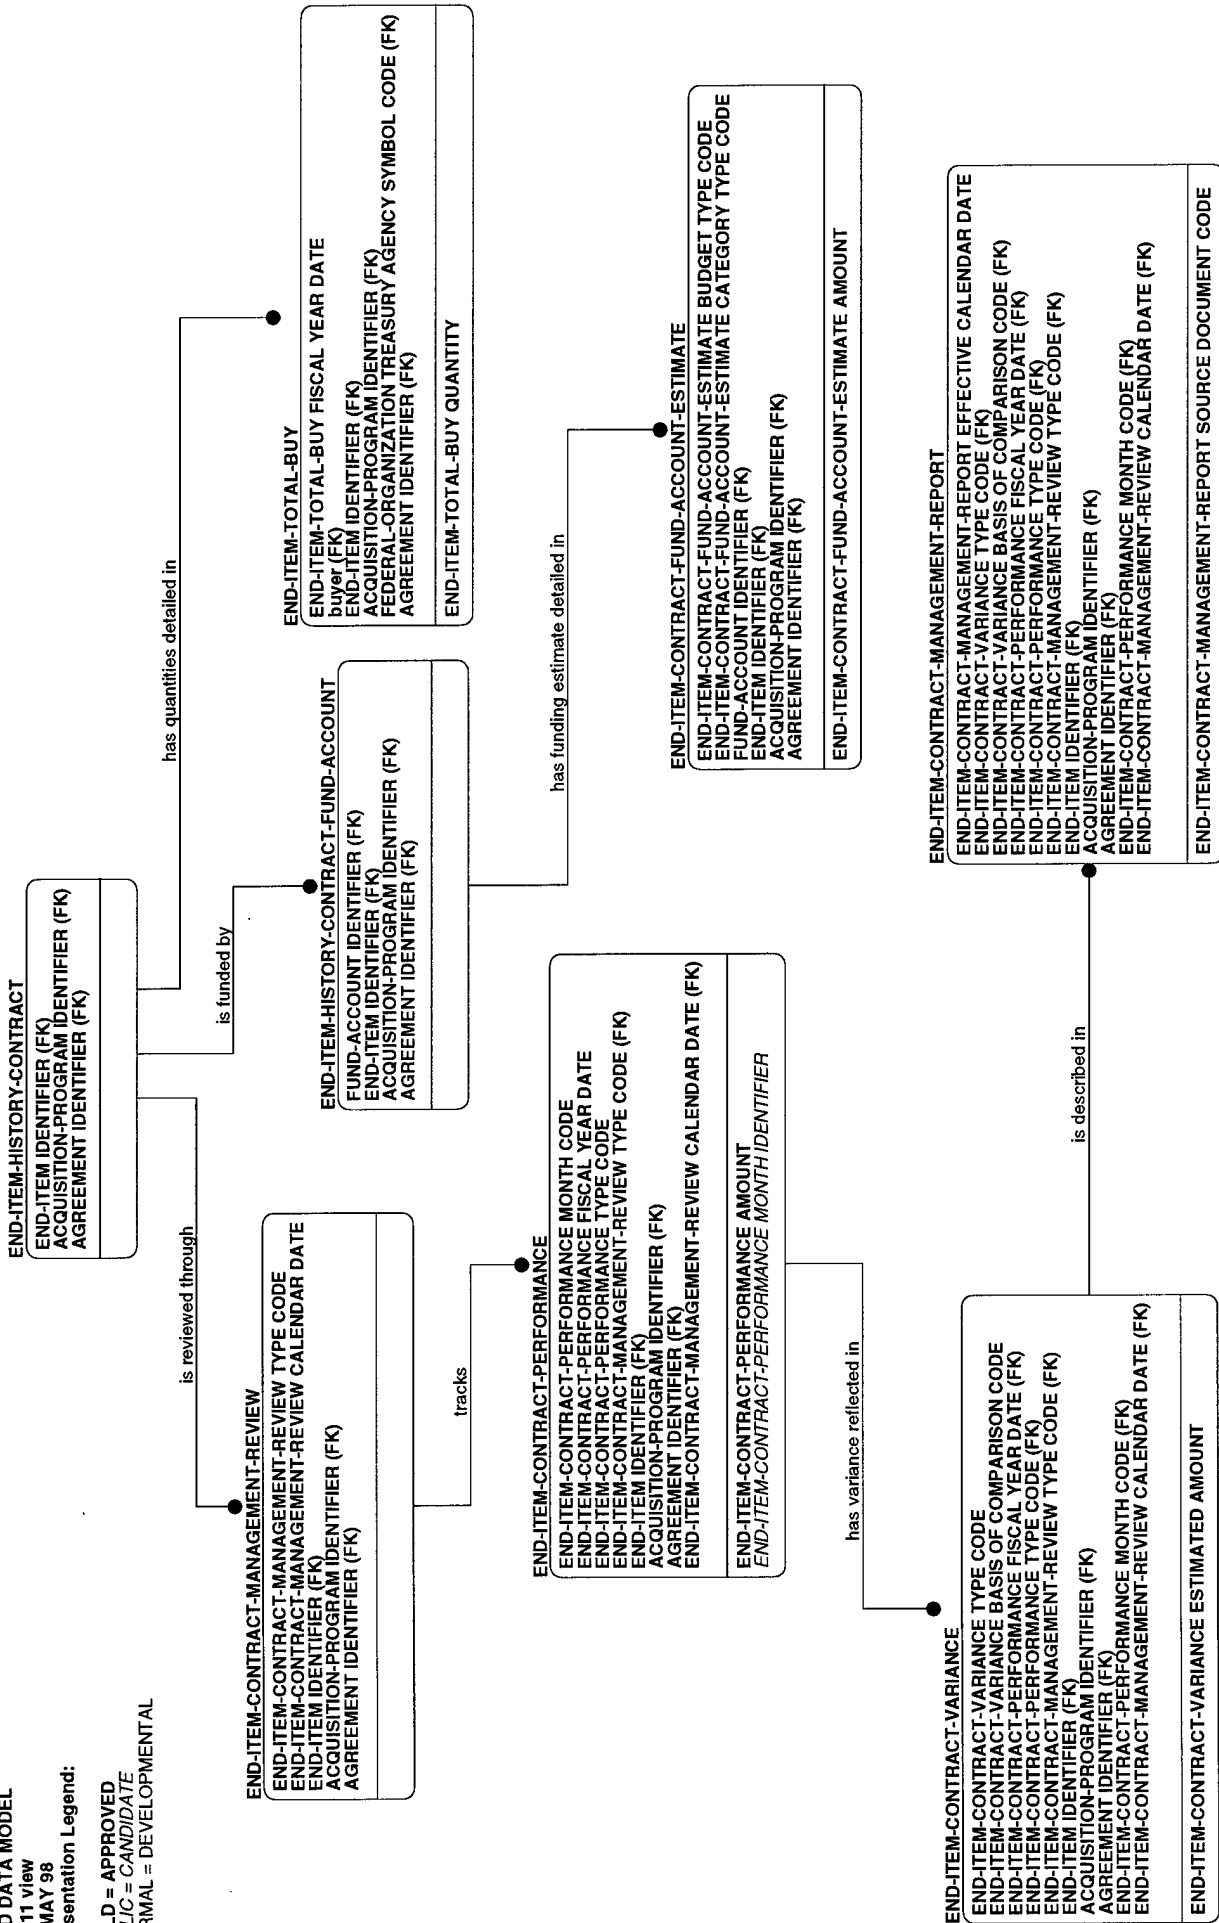 D DATA MODEL
11 view
MAY 98
sentation Legend:
LD = APPROVED
LIC = CANDIDATE
RMAL = DEVELOPMENTAL
END-ITEM-HISTORY-CONTRACT
END-ITEM IDENTIFIER (FK)
ACQUISITION-PROGRAM IDENTIFIER (FK)
AGREEMENT IDENTIFIER (FK)
is reviewed through
is funded by
has quantities detailed in
END-ITEM-CONTRACT-MANAGEMENT-REVIEW
END-ITEM-CONTRACT-MANAGEMENT-REVIEW TYPE CODE
END-ITEM-CONTRACT-MANAGEMENT-REVIEW CALENDAR DATE
END-ITEM IDENTIFIER (FK)
ACQUISITION-PROGRAM IDENTIFIER (FK)
AGREEMENT IDENTIFIER (FK)
END-ITEM-HISTORY-CONTRACT-FUND-ACCOUNT
FUND-ACCOUNT IDENTIFIER (FK)
END-ITEM IDENTIFIER (FK)
ACQUISITION-PROGRAM IDENTIFIER (FK)
AGREEMENT IDENTIFIER (FK)
END-ITEM-TOTAL-BUY
END-ITEM-TOTAL-BUY FISCAL YEAR DATE
buyer (FK)
END-ITEM IDENTIFIER (FK)
ACQUISITION-PROGRAM IDENTIFIER (FK)
FEDERAL-ORGANIZATION TREASURY AGENCY SYMBOL CODE (FK)
AGREEMENT IDENTIFIER (FK)
END-ITEM-TOTAL-BUY QUANTITY
tracks
has funding estimate detailed in
END-ITEM-CONTRACT-PERFORMANCE
END-ITEM-CONTRACT-PERFORMANCE MONTH CODE
END-ITEM-CONTRACT-PERFORMANCE FISCAL YEAR DATE
END-ITEM-CONTRACT-PERFORMANCE TYPE CODE
END-ITEM-CONTRACT-MANAGEMENT-REVIEW TYPE CODE (FK)
END-ITEM IDENTIFIER (FK)
ACQUISITION-PROGRAM IDENTIFIER (FK)
AGREEMENT IDENTIFIER (FK)
END-ITEM-CONTRACT-MANAGEMENT-REVIEW CALENDAR DATE (FK)
END-ITEM-CONTRACT-PERFORMANCE AMOUNT
END-ITEM-CONTRACT-PERFORMANCE MONTH IDENTIFIER
END-ITEM-CONTRACT-FUND-ACCOUNT-ESTIMATE
END-ITEM-CONTRACT-FUND-ACCOUNT-ESTIMATE BUDGET TYPE CODE
END-ITEM-CONTRACT-FUND-ACCOUNT-ESTIMATE CATEGORY TYPE CODE
FUND-ACCOUNT IDENTIFIER (FK)
END-ITEM IDENTIFIER (FK)
ACQUISITION-PROGRAM IDENTIFIER (FK)
AGREEMENT IDENTIFIER (FK)
END-ITEM-CONTRACT-FUND-ACCOUNT-ESTIMATE AMOUNT
has variance reflected in
END-ITEM-CONTRACT-VARIANCE
END-ITEM-CONTRACT-VARIANCE TYPE CODE
END-ITEM-CONTRACT-VARIANCE BASIS OF COMPARISON CODE
END-ITEM-CONTRACT-PERFORMANCE FISCAL YEAR DATE (FK)
END-ITEM-CONTRACT-PERFORMANCE TYPE CODE (FK)
END-ITEM-CONTRACT-MANAGEMENT-REVIEW TYPE CODE (FK)
END-ITEM IDENTIFIER (FK)
ACQUISITION-PROGRAM IDENTIFIER (FK)
AGREEMENT IDENTIFIER (FK)
END-ITEM-CONTRACT-PERFORMANCE MONTH CODE (FK)
END-ITEM-CONTRACT-MANAGEMENT-REVIEW CALENDAR DATE (FK)
END-ITEM-CONTRACT-VARIANCE ESTIMATED AMOUNT
is described in
END-ITEM-CONTRACT-MANAGEMENT-REPORT
END-ITEM-CONTRACT-MANAGEMENT-REPORT EFFECTIVE CALENDAR DATE
END-ITEM-CONTRACT-VARIANCE TYPE CODE (FK)
END-ITEM-CONTRACT-VARIANCE BASIS OF COMPARISON CODE (FK)
END-ITEM-CONTRACT-PERFORMANCE FISCAL YEAR DATE (FK)
END-ITEM-CONTRACT-PERFORMANCE TYPE CODE (FK)
END-ITEM-CONTRACT-MANAGEMENT-REVIEW TYPE CODE (FK)
END-ITEM IDENTIFIER (FK)
ACQUISITION-PROGRAM IDENTIFIER (FK)
AGREEMENT IDENTIFIER (FK)
END-ITEM-CONTRACT-PERFORMANCE MONTH CODE (FK)
END-ITEM-CONTRACT-MANAGEMENT-REVIEW CALENDAR DATE (FK)
END-ITEM-CONTRACT-MANAGEMENT-REPORT SOURCE DOCUMENT CODE